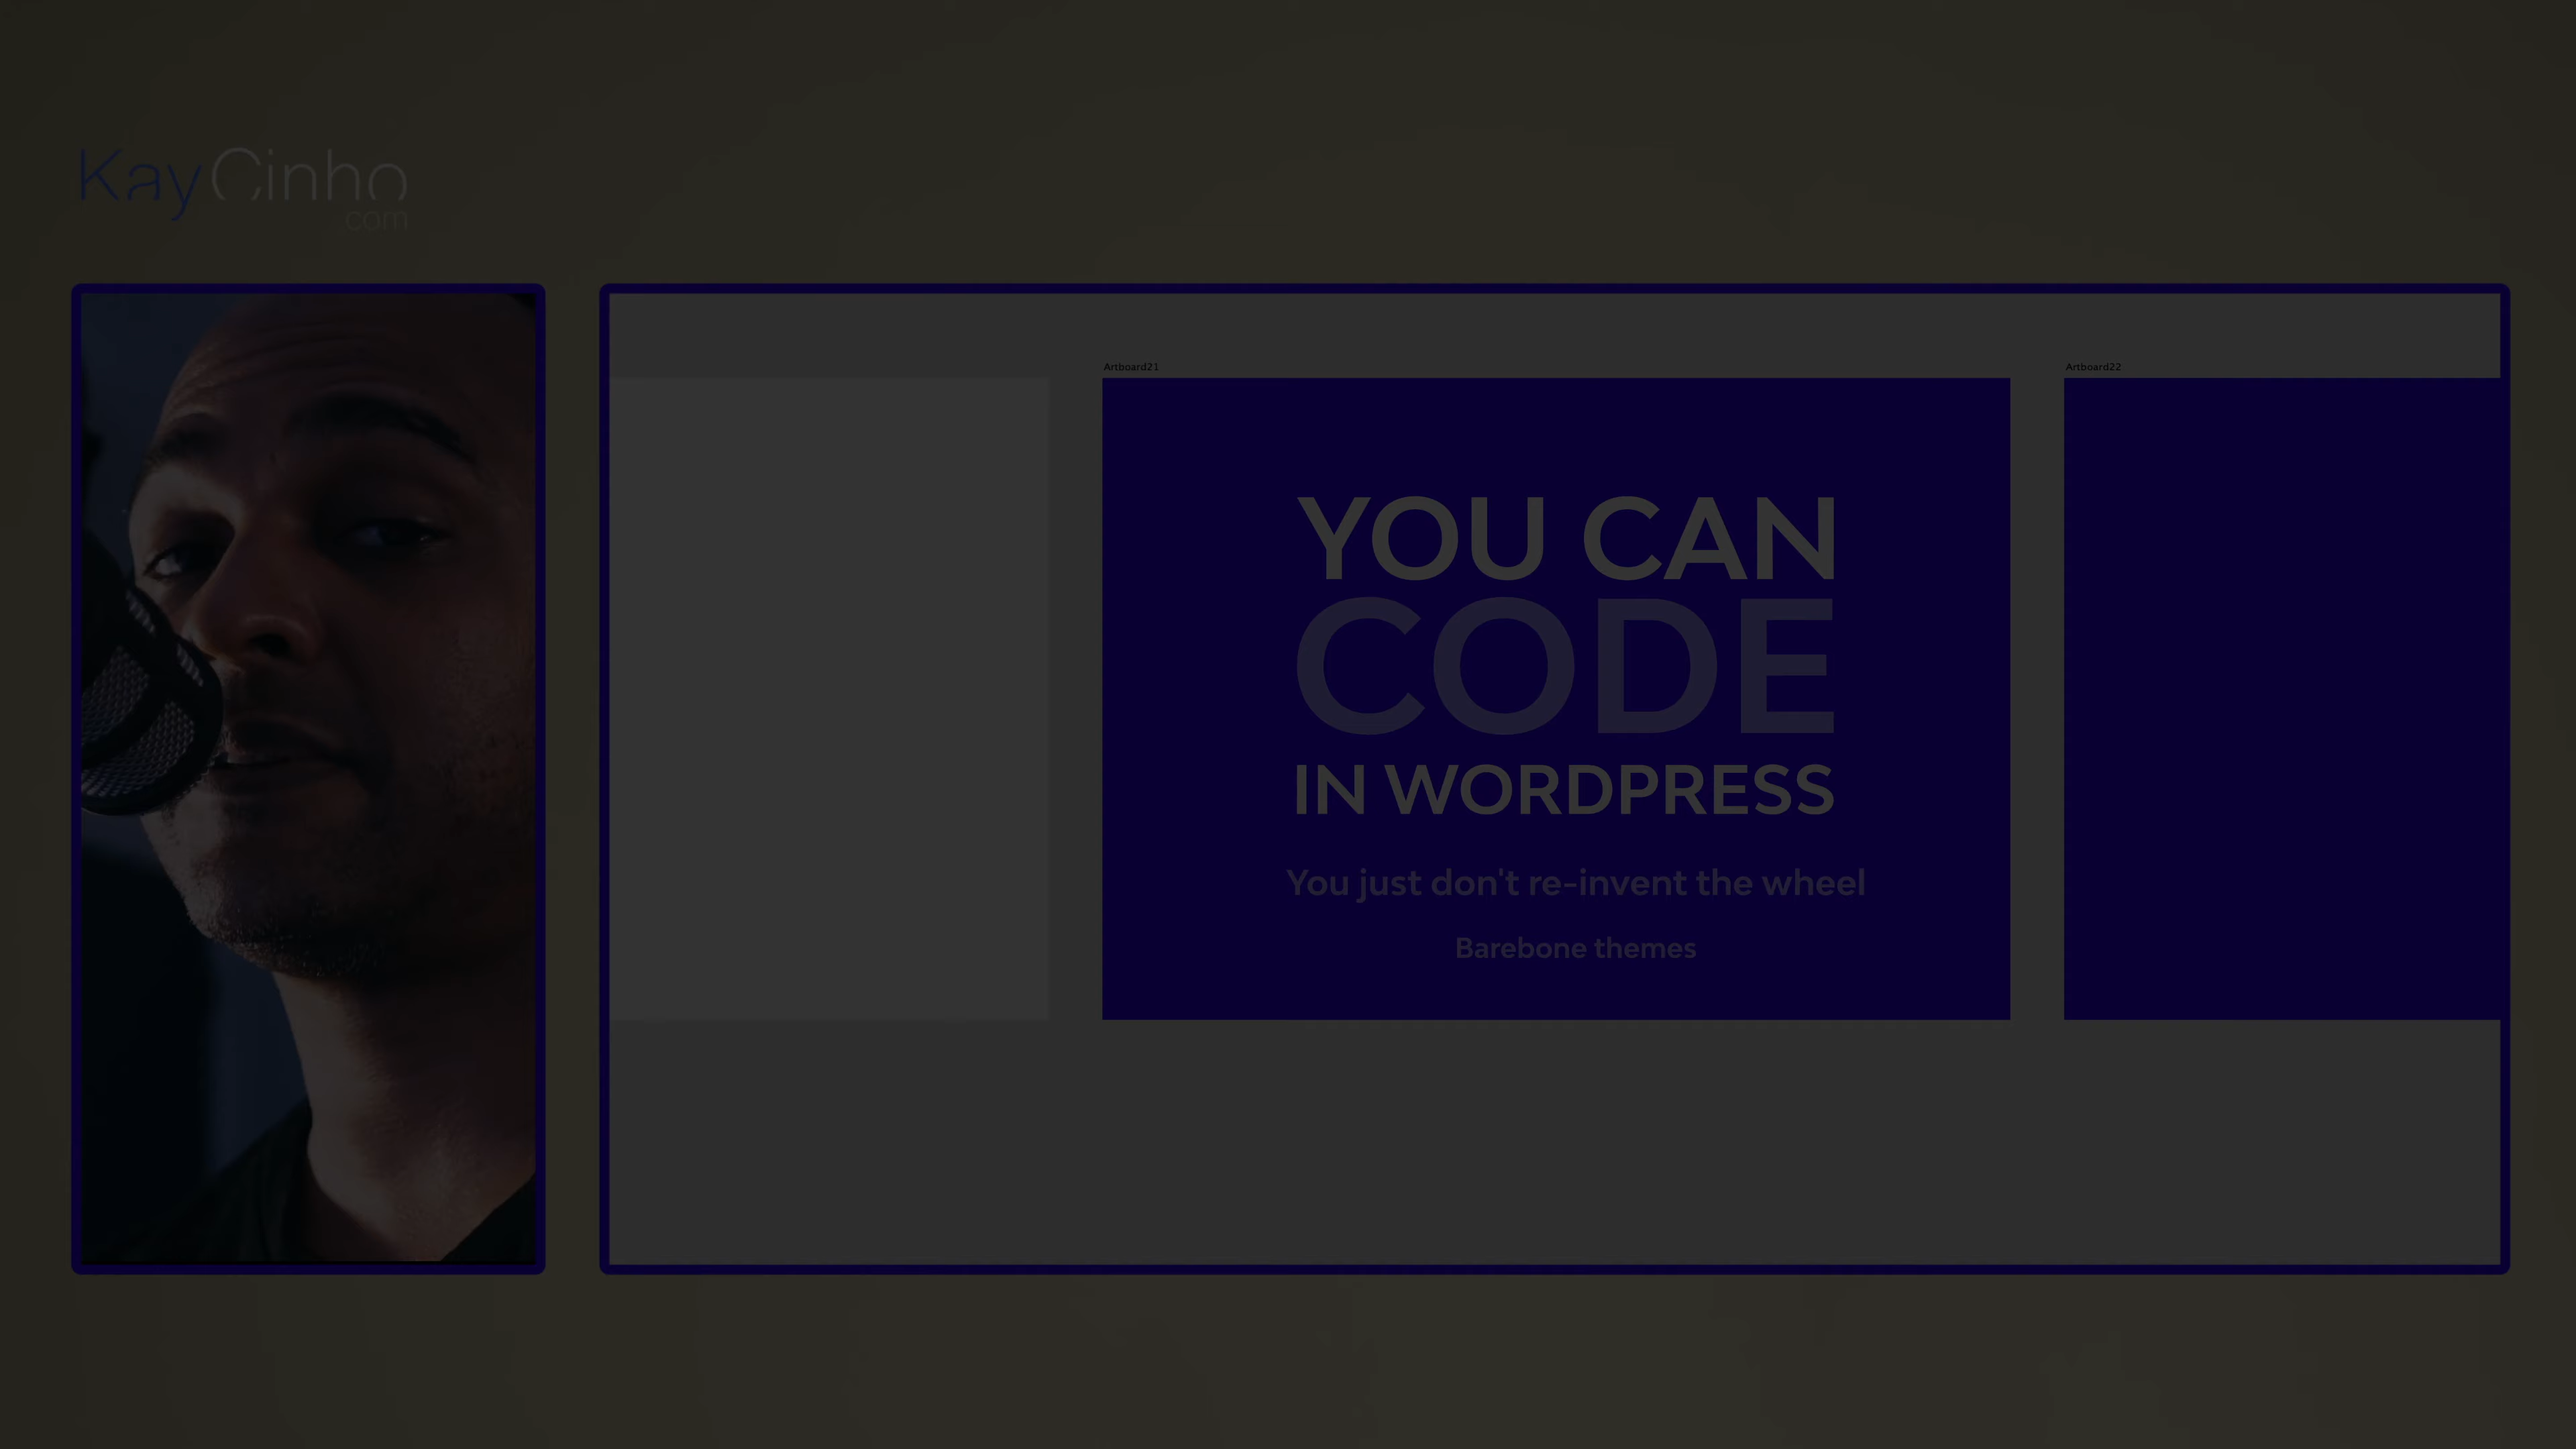 KayCinho
.com
Artboard21
Artboard22
YOU CAN
CODE
IN WORDPRESS
You just don't re-invent the wheel
Barebone themes